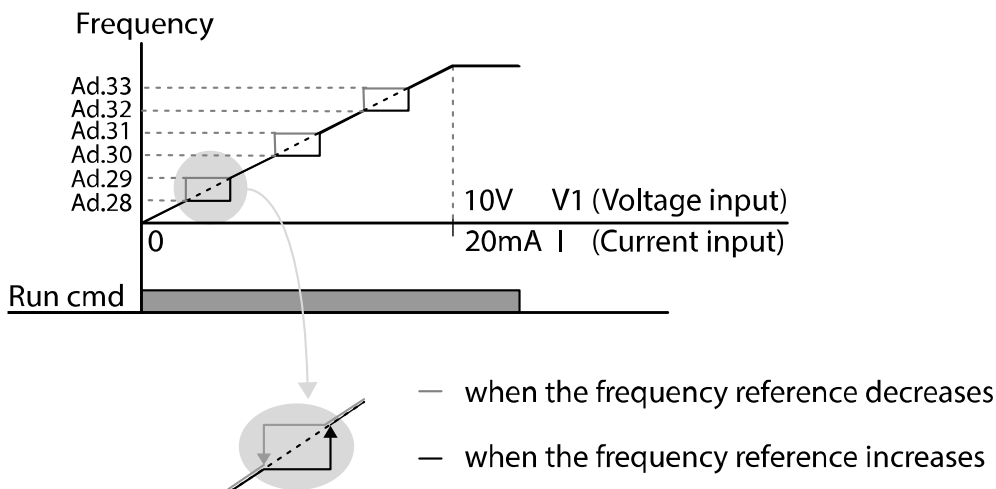 Frequency
Ad.33
Ad.32
Ad.31
Ad.30
Ad.29
Ad.28
10V V1 (Voltage input)
0 20mA I (Current input)
Run cmd
when the frequency reference decreases
when the frequency reference increases